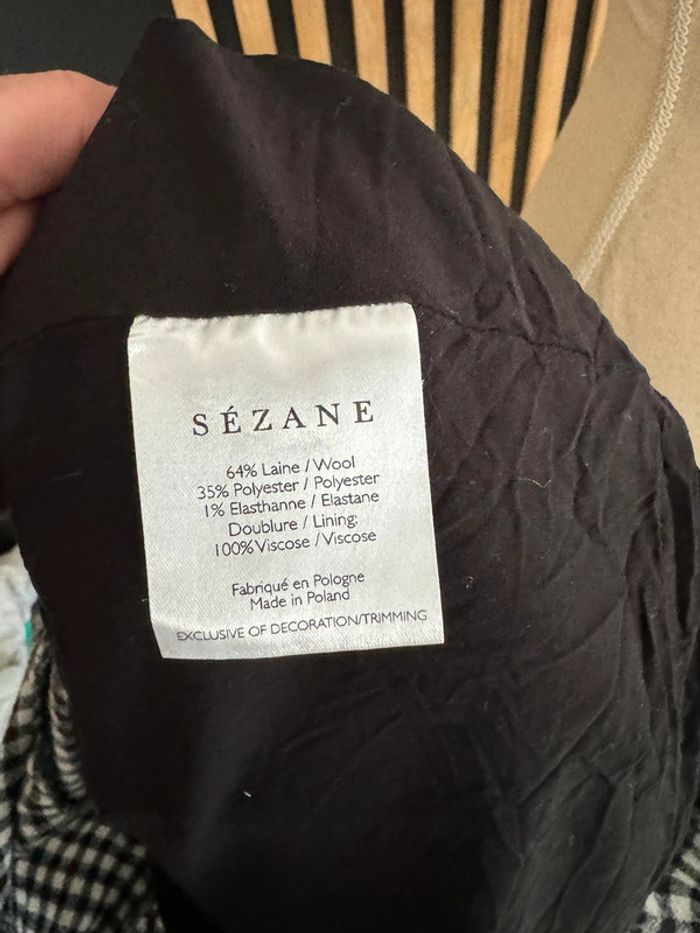 SÉZANE
64% Laine / Wool
35% Polyester / Polyester
1% Elasthanne / Elastane
Doublure / Lining:
100% Viscose / Viscose
Fabriqué en Pologne
Made in Poland
EXCLUSIVE OF DECORATION/TRIMMING